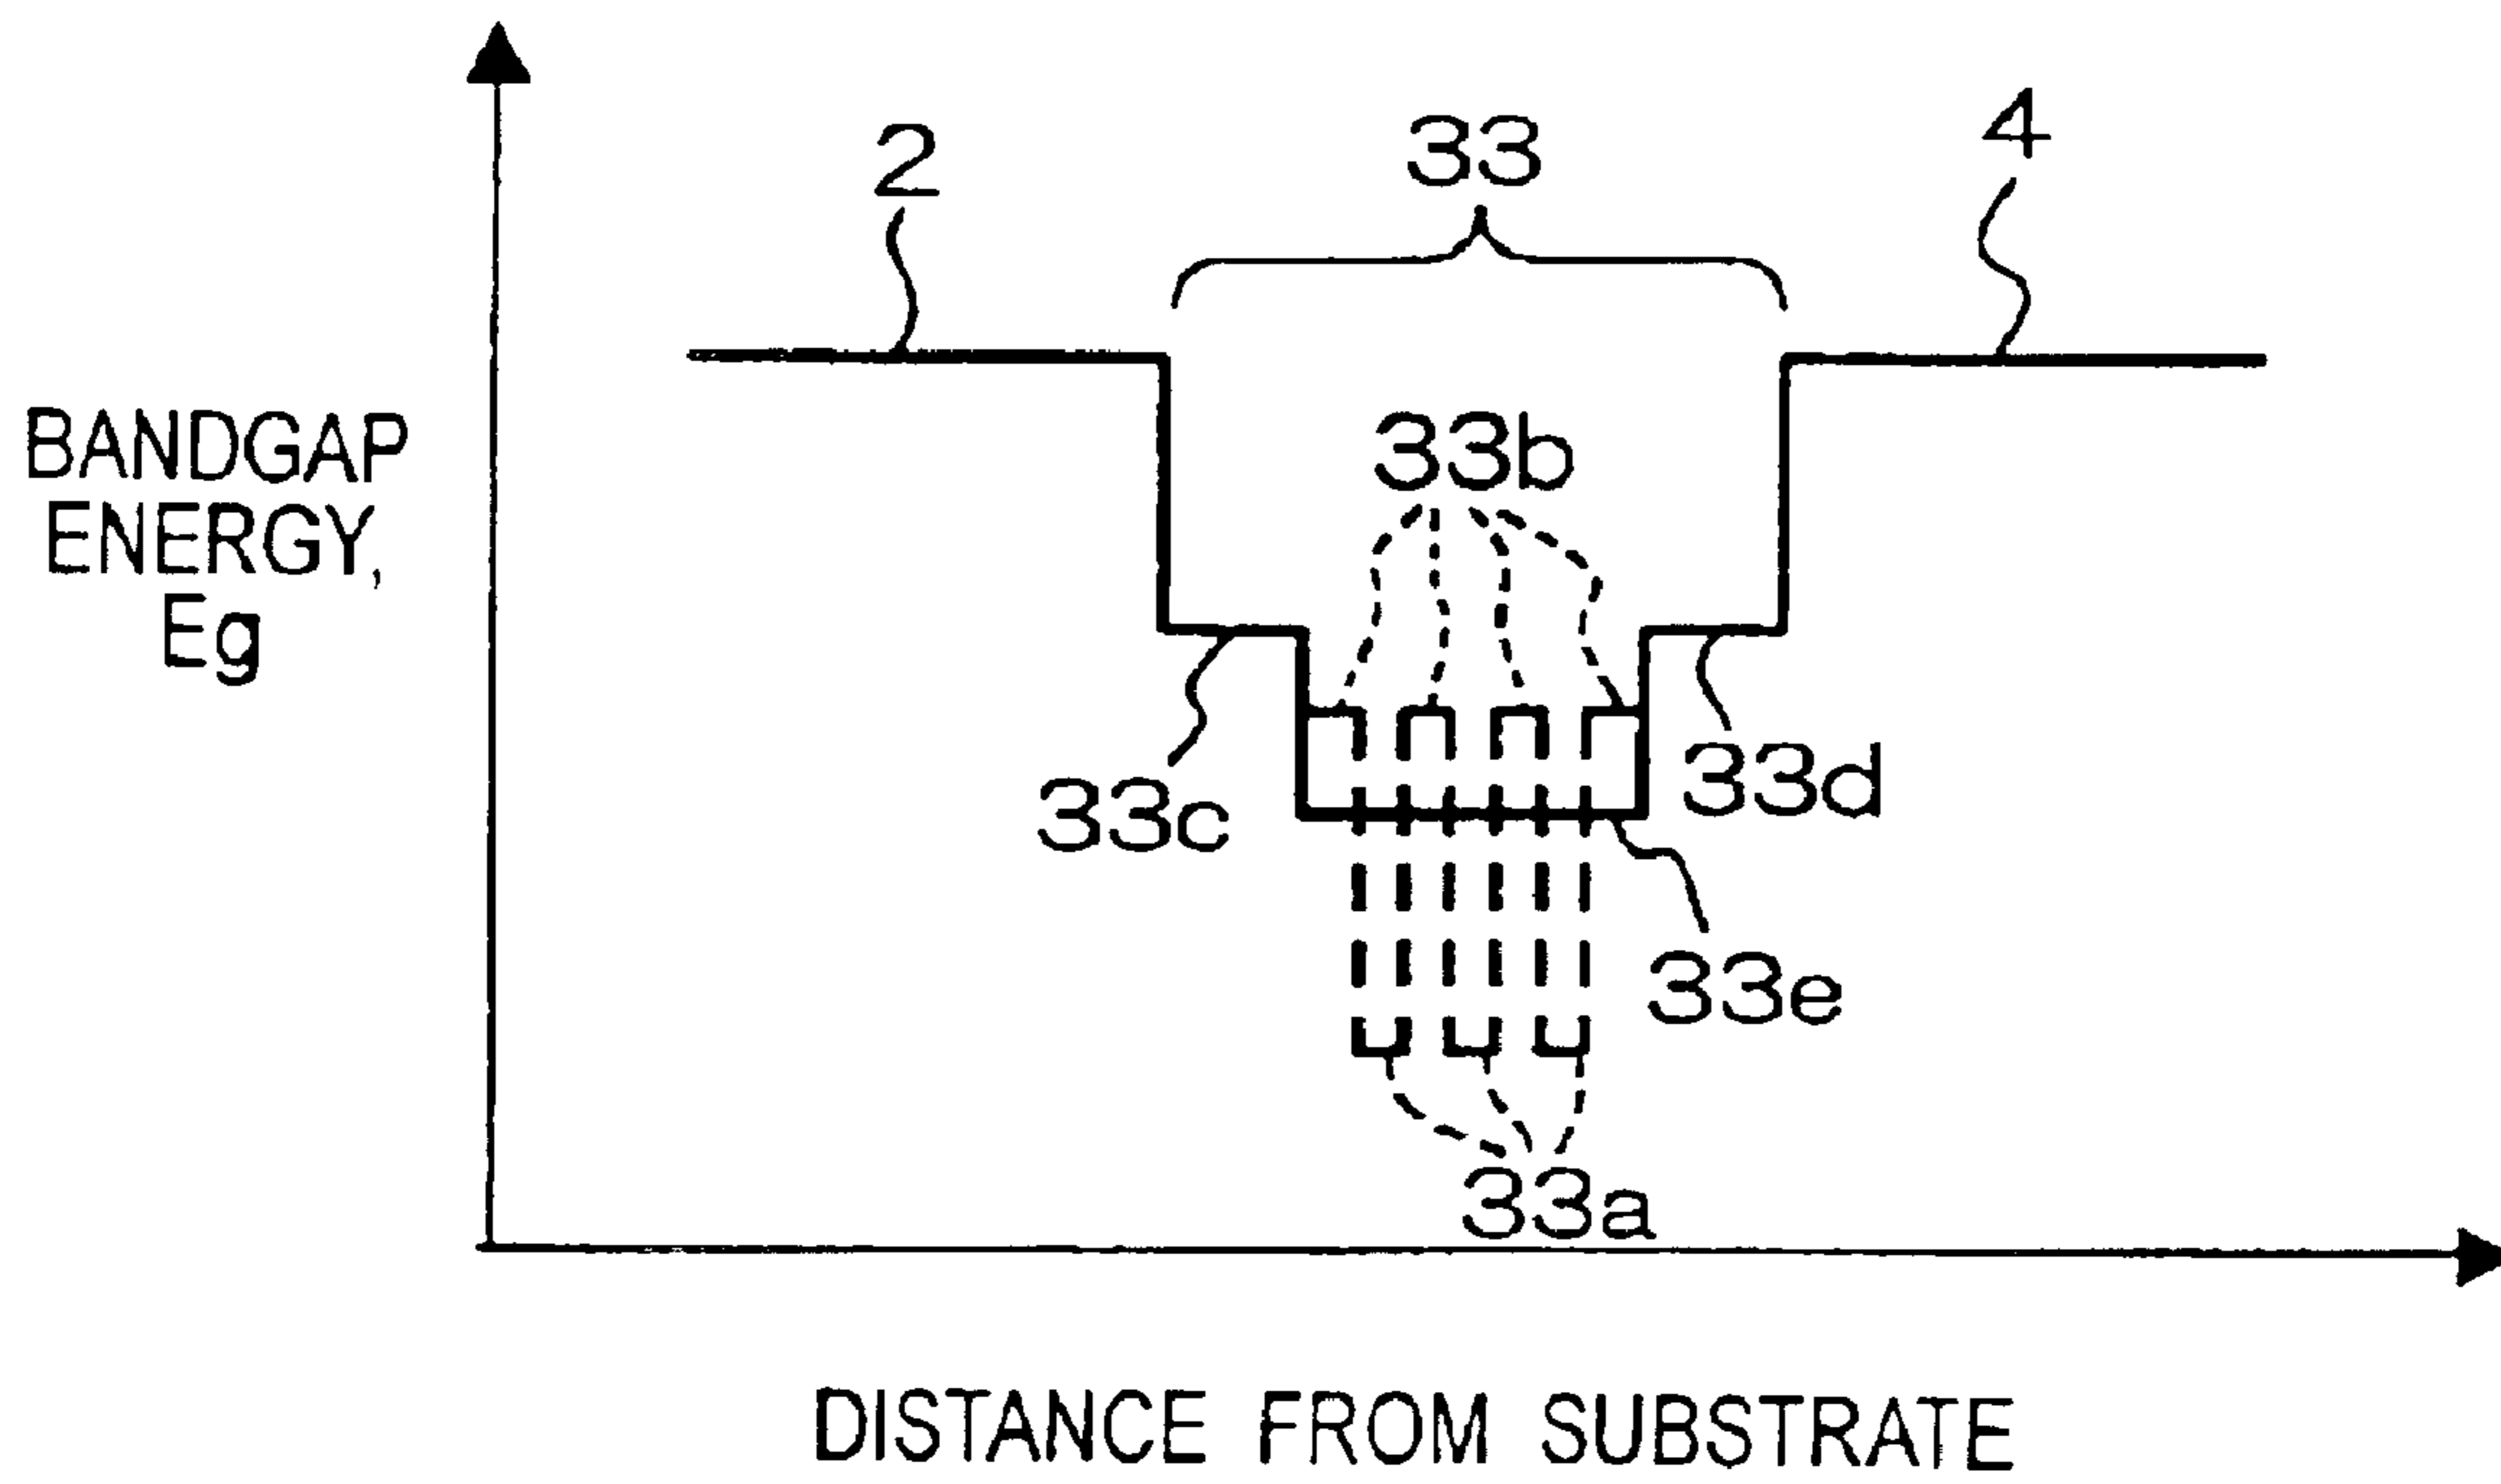 2
33
4
BANDGAP
ENERGY,
Eg
33b
33c
33d
33e
33a
DISTANCE FROM SUBSTRATE